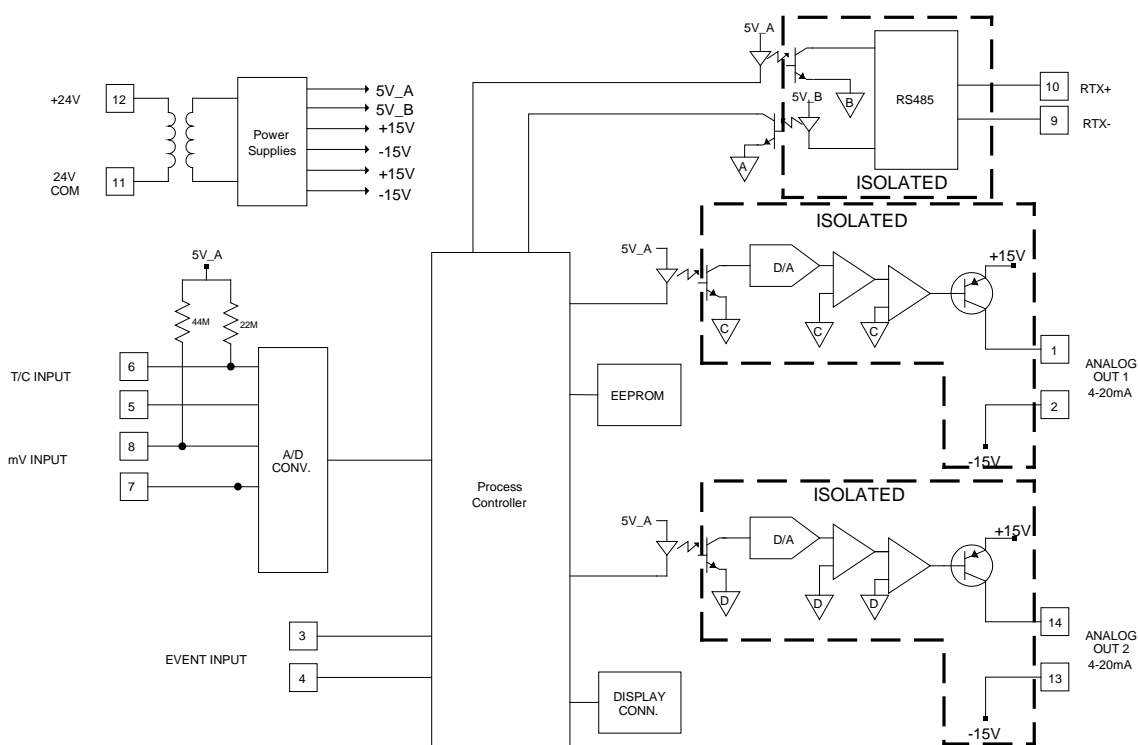 +24V
12
24V
COM
11
Power
Supplies
5V_A
5V_B
+15V
-15V
+15V
-15V
5V_A
5V_B
A
B
RS485
10
RTX+
9
RTX-
ISOLATED
5V_A
44M
22M
T/C INPUT
6
5
mV INPUT
8
7
A/D
CONV.
EVENT INPUT
3
4
Process
Controller
EEPROM
DISPLAY
CONN.
ISOLATED
5V_A
C
D/A
C
C
+15V
1
ANALOG
OUT 1
4-20mA
2
-15V
ISOLATED
5V_A
D
D/A
D
D
+15V
14
ANALOG
OUT 2
4-20mA
13
-15V